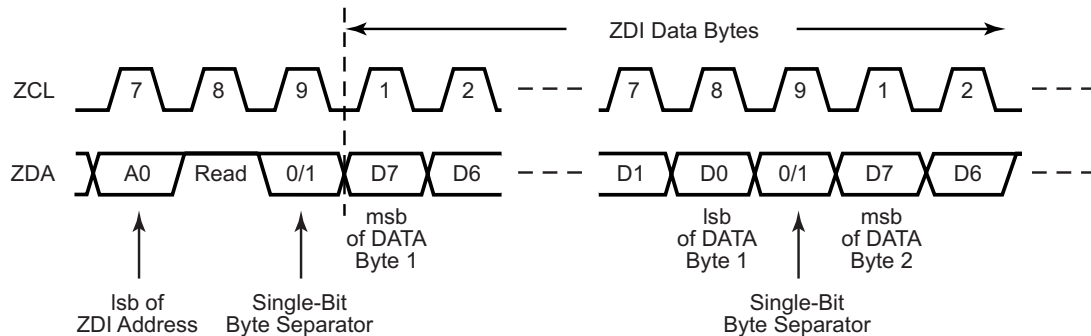 ZDI Data Bytes
ZCL 7 8 9 1 2 7 8 9 1 2
ZDA A0 Read 0/1 D7 D6 D1 D0 0/1 D7 D6
msb lsb msb
of DATA of DATA of DATA
Byte 1 Byte 1 Byte 2
lsb of Single-Bit Single-Bit
ZDI Address Byte Separator Byte Separator